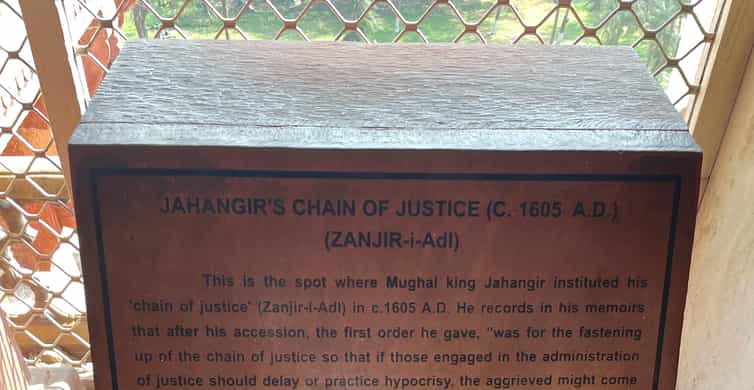 JAHANGIR'S CHAIN OF JUSTICE (C. 1605 A.D.)
(ZANJIR-i-Adl)
This is the spot where Mughal king Jahangir instituted his
'chain of justice' (Zanjir-i-Adl) in c.1605 A.D. He records in his memoirs
that after his accession, the first order he gave, "was for the fastening
up of the chain of justice so that if those engaged in the administration
of justice should delay or practice hypocrisy, the aggrieved might come